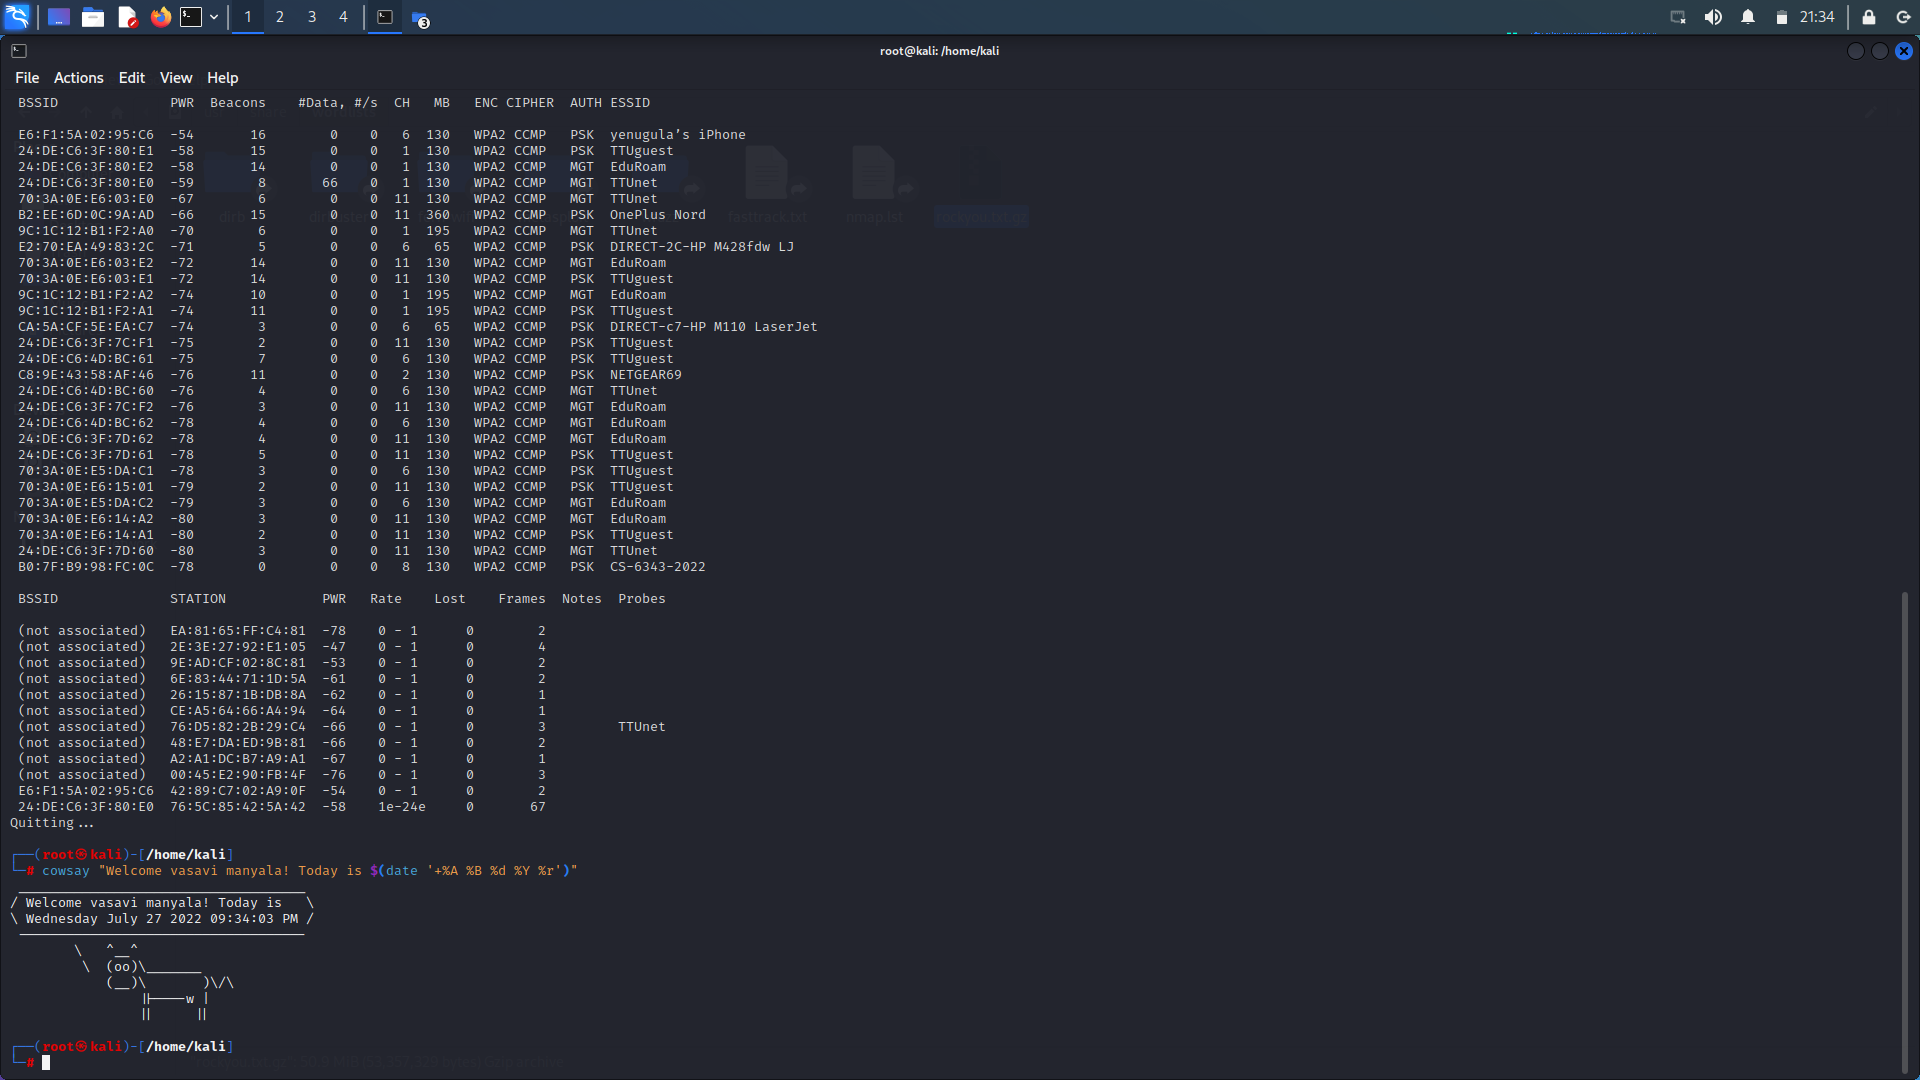 1 2 3 4 3 21:34
root@kali: /home/kali
File Actions Edit View Help
BSSID PWR Beacons #Data, #/s CH MB ENC CIPHER AUTH ESSID
E6:F1:5A:02:95:C6 -54 16 0 0 6 130 WPA2 CCMP PSK yenugula’s iPhone
24:DE:C6:3F:80:E1 -58 15 0 0 1 130 WPA2 CCMP PSK TTUguest
24:DE:C6:3F:80:E2 -58 14 0 0 1 130 WPA2 CCMP MGT EduRoam
24:DE:C6:3F:80:E0 -59 8 66 0 1 130 WPA2 CCMP MGT TTUnet
70:3A:0E:E6:03:E0 -67 6 0 0 11 130 WPA2 CCMP MGT TTUnet
B2:EE:6D:0C:9A:AD -66 15 0 0 11 360 WPA2 CCMP PSK OnePlus Nord
9C:1C:12:B1:F2:A0 -70 6 0 0 1 195 WPA2 CCMP MGT TTUnet
E2:70:EA:49:83:2C -71 5 0 0 6 65 WPA2 CCMP PSK DIRECT-2C-HP M428fdw LJ
70:3A:0E:E6:03:E2 -72 14 0 0 11 130 WPA2 CCMP MGT EduRoam
70:3A:0E:E6:03:E1 -72 14 0 0 11 130 WPA2 CCMP PSK TTUguest
9C:1C:12:B1:F2:A2 -74 10 0 0 1 195 WPA2 CCMP MGT EduRoam
9C:1C:12:B1:F2:A1 -74 11 0 0 1 195 WPA2 CCMP PSK TTUguest
CA:5A:CF:5E:EA:C7 -74 3 0 0 6 65 WPA2 CCMP PSK DIRECT-c7-HP M110 LaserJet
24:DE:C6:3F:7C:F1 -75 2 0 0 11 130 WPA2 CCMP PSK TTUguest
24:DE:C6:4D:BC:61 -75 7 0 0 6 130 WPA2 CCMP PSK TTUguest
C8:9E:43:58:AF:46 -76 11 0 0 2 130 WPA2 CCMP PSK NETGEAR69
24:DE:C6:4D:BC:60 -76 4 0 0 6 130 WPA2 CCMP MGT TTUnet
24:DE:C6:3F:7C:F2 -76 3 0 0 11 130 WPA2 CCMP MGT EduRoam
24:DE:C6:4D:BC:62 -78 4 0 0 6 130 WPA2 CCMP MGT EduRoam
24:DE:C6:3F:7D:62 -78 4 0 0 11 130 WPA2 CCMP MGT EduRoam
24:DE:C6:3F:7D:61 -78 5 0 0 11 130 WPA2 CCMP PSK TTUguest
70:3A:0E:E5:DA:C1 -78 3 0 0 6 130 WPA2 CCMP PSK TTUguest
70:3A:0E:E6:15:01 -79 2 0 0 11 130 WPA2 CCMP PSK TTUguest
70:3A:0E:E5:DA:C2 -79 3 0 0 6 130 WPA2 CCMP MGT EduRoam
70:3A:0E:E6:14:A2 -80 3 0 0 11 130 WPA2 CCMP MGT EduRoam
70:3A:0E:E6:14:A1 -80 2 0 0 11 130 WPA2 CCMP PSK TTUguest
24:DE:C6:3F:7D:60 -80 3 0 0 11 130 WPA2 CCMP MGT TTUnet
B0:7F:B9:98:FC:0C -78 0 0 0 8 130 WPA2 CCMP PSK CS-6343-2022
BSSID STATION PWR Rate Lost Frames Notes Probes
(not associated) EA:81:65:FF:C4:81 -78 0 - 1 0 2
(not associated) 2E:3E:27:92:E1:05 -47 0 - 1 0 4
(not associated) 9E:AD:CF:02:8C:81 -53 0 - 1 0 2
(not associated) 6E:83:44:71:1D:5A -61 0 - 1 0 2
(not associated) 26:15:87:1B:DB:8A -62 0 - 1 0 1
(not associated) CE:A5:64:66:A4:94 -64 0 - 1 0 1
(not associated) 76:D5:82:2B:29:C4 -66 0 - 1 0 3 TTUnet
(not associated) 48:E7:DA:ED:9B:81 -66 0 - 1 0 2
(not associated) A2:A1:DC:B7:A9:A1 -67 0 - 1 0 1
(not associated) 00:45:E2:90:FB:4F -76 0 - 1 0 3
E6:F1:5A:02:95:C6 42:89:C7:02:A9:0F -54 0 - 1 0 2
24:DE:C6:3F:80:E0 76:5C:85:42:5A:42 -58 1e-24e 0 67
Quitting...
┌──(root㉿kali)-[/home/kali]
└─# cowsay "Welcome vasavi manyala! Today is $(date '+%A %B %d %Y %r')"
 ___________________________________
/ Welcome vasavi manyala! Today is   \
\ Wednesday July 27 2022 09:34:03 PM /
 -----------------------------------
        \   ^__^
         \  (oo)\_______
            (__)\       )\/\
                ||----w |
                ||     ||
┌──(root㉿kali)-[/home/kali]
└─#